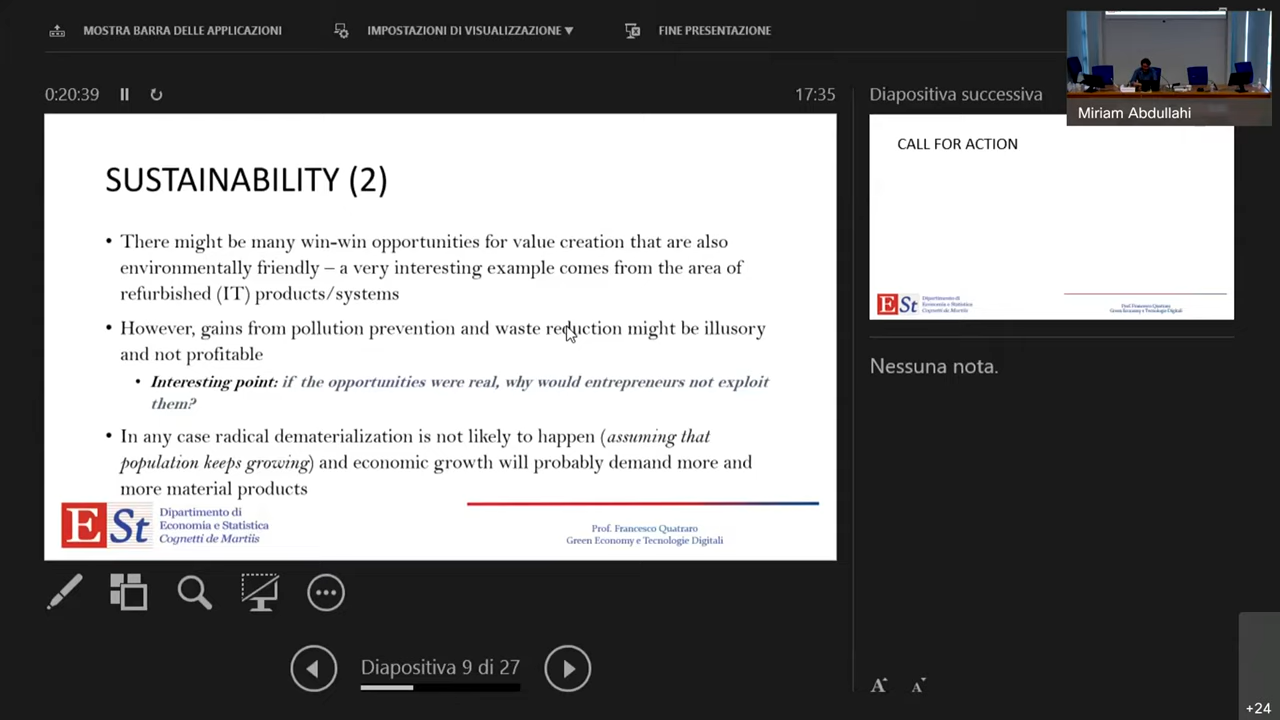 MOSTRA BARRA DELLE APPLICAZIONI
IMPOSTAZIONI DI VISUALIZZAZIONE ▼
FINE PRESENTAZIONE
Miriam Abdullahi
0:20:39
17:35
Diapositiva successiva
SUSTAINABILITY (2)
• There might be many win-win opportunities for value creation that are also
environmentally friendly – a very interesting example comes from the area of
refurbished (IT) products/systems
• However, gains from pollution prevention and waste reduction might be illusory
and not profitable
• Interesting point: if the opportunities were real, why would entrepreneurs not exploit
them?
• In any case radical dematerialization is not likely to happen (assuming that
population keeps growing) and economic growth will probably demand more and
more material products
ESt
Dipartimento di
Economia e Statistica
Cognetti de Martiis
Prof. Francesco Quatraro
Green Economy e Tecnologie Digitali
CALL FOR ACTION
ESt
Dipartimento di
Economia e Statistica
Cognetti de Martiis
Prof. Francesco Quatraro
Green Economy e Tecnologie Digitali
Nessuna nota.
Diapositiva 9 di 27
A A
+24